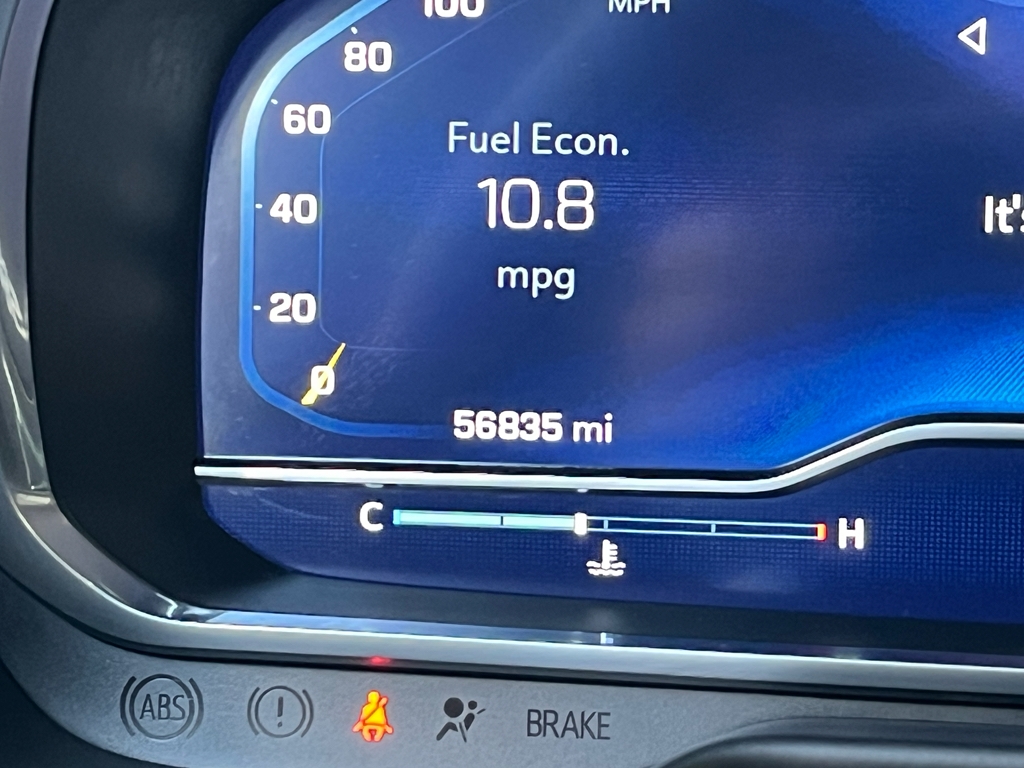 100
MPH
80
60
Fuel Econ.
10.8
40
It's
mpg
20
0
56835 mi
C
H
ABS
!
BRAKE